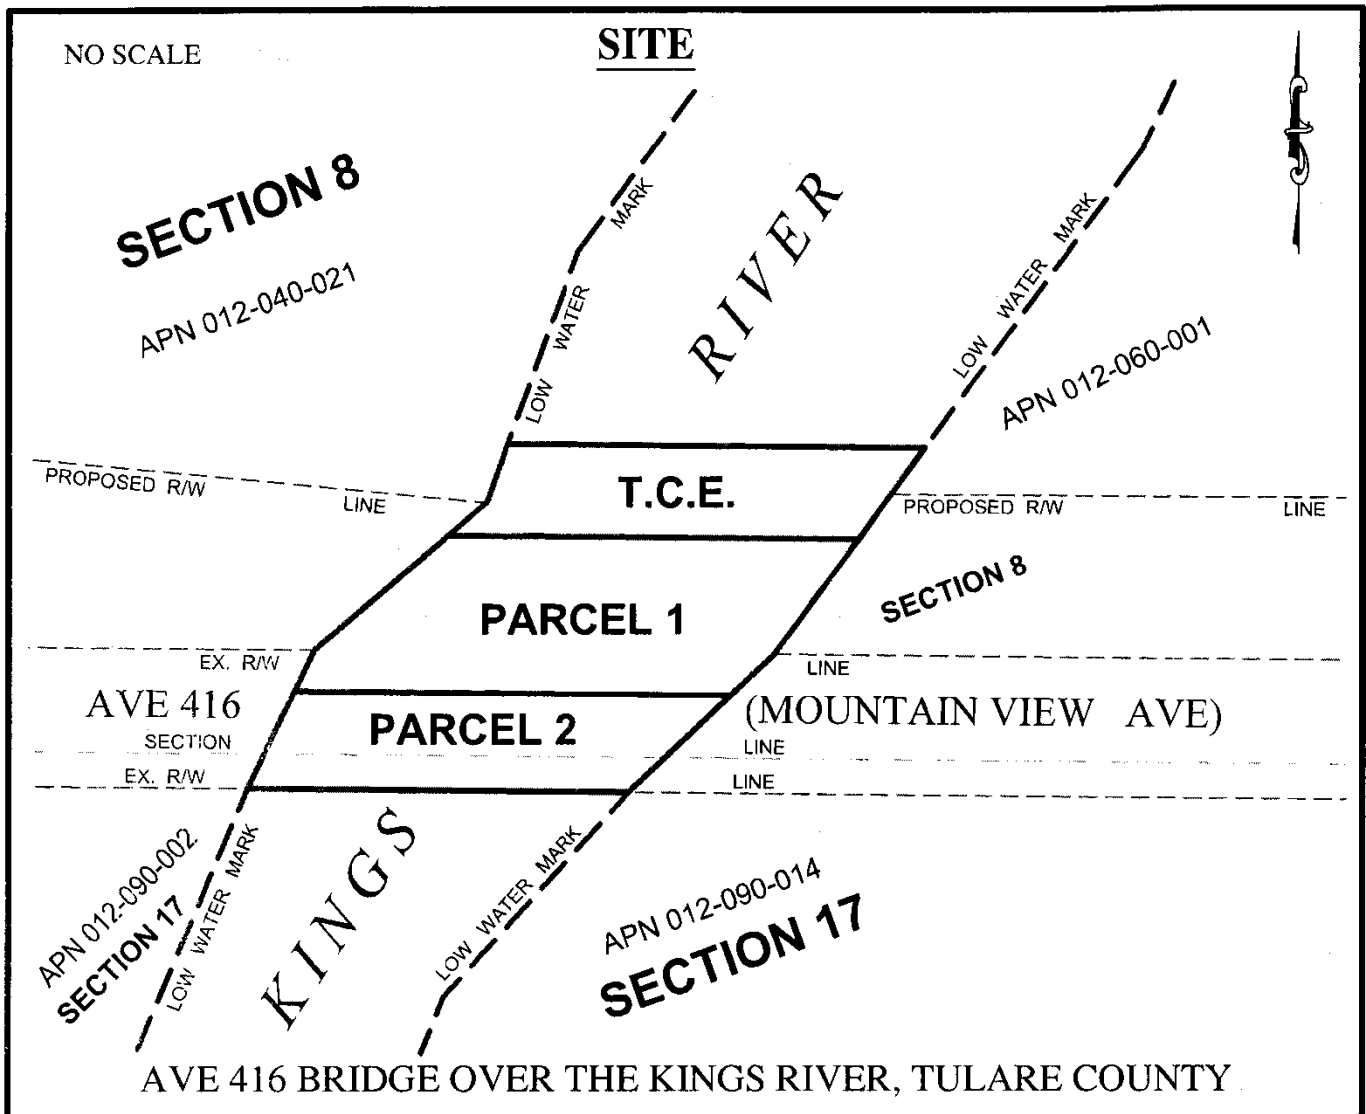 NO SCALE
SITE
SECTION 8
APN 012-040-021
LOW WATER MARK
RIVER
LOW WATER MARK
APN 012-060-001
PROPOSED R/W LINE
T.C.E.
PROPOSED R/W LINE
PARCEL 1
SECTION 8
EX. R/W
LINE
AVE 416
PARCEL 2
(MOUNTAIN VIEW AVE)
SECTION
LINE
EX. R/W
LINE
APN 012-090-002
SECTION 17
LOW WATER MARK
KINGS
LOW WATER MARK
APN 012-090-014
SECTION 17
AVE 416 BRIDGE OVER THE KINGS RIVER, TULARE COUNTY